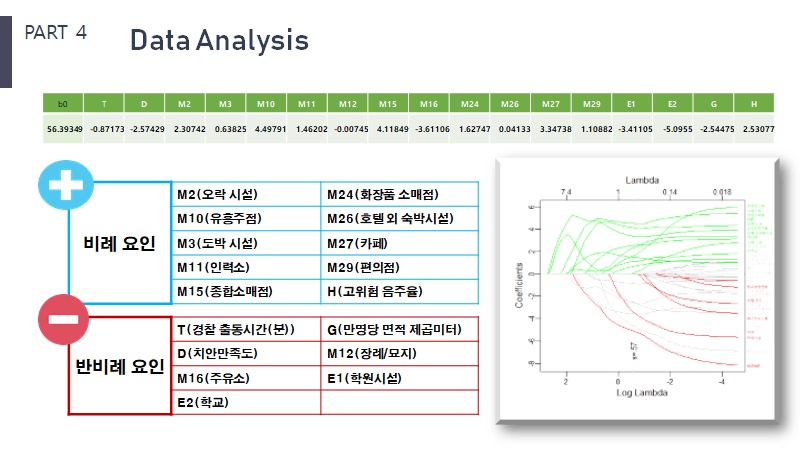 PART 4
Data Analysis
b0 T D M2 M3 M10 M11 M12 M15 M16 M24 M26 M27 M29 E1 E2 G H
56.39349 -0.87173 -2.57429 2.30742 0.63825 4.49791 1.46202 -0.00745 4.11849 -3.61106 1.62747 0.04133 3.34738 1.10882 -3.41105 -5.0955 -2.54475 2.53077
비례 요인
M2(오락 시설) M24(화장품 소매점)
M10(유흥주점) M26(호텔 외 숙박시설)
M3(도박 시설) M27(카페)
M11(인력소) M29(편의점)
M15(종합소매점) H(고위험 음주율)
반비례 요인
T(경찰 출동시간(분)) G(만명당 면적 제곱미터)
D(치안만족도) M12(장례/묘지)
M16(주유소) E1(학원시설)
E2(학교)
Lambda
7.4 1 0.14 0.018
Coefficients
s=.57
2 0 -2 -4
Log Lambda